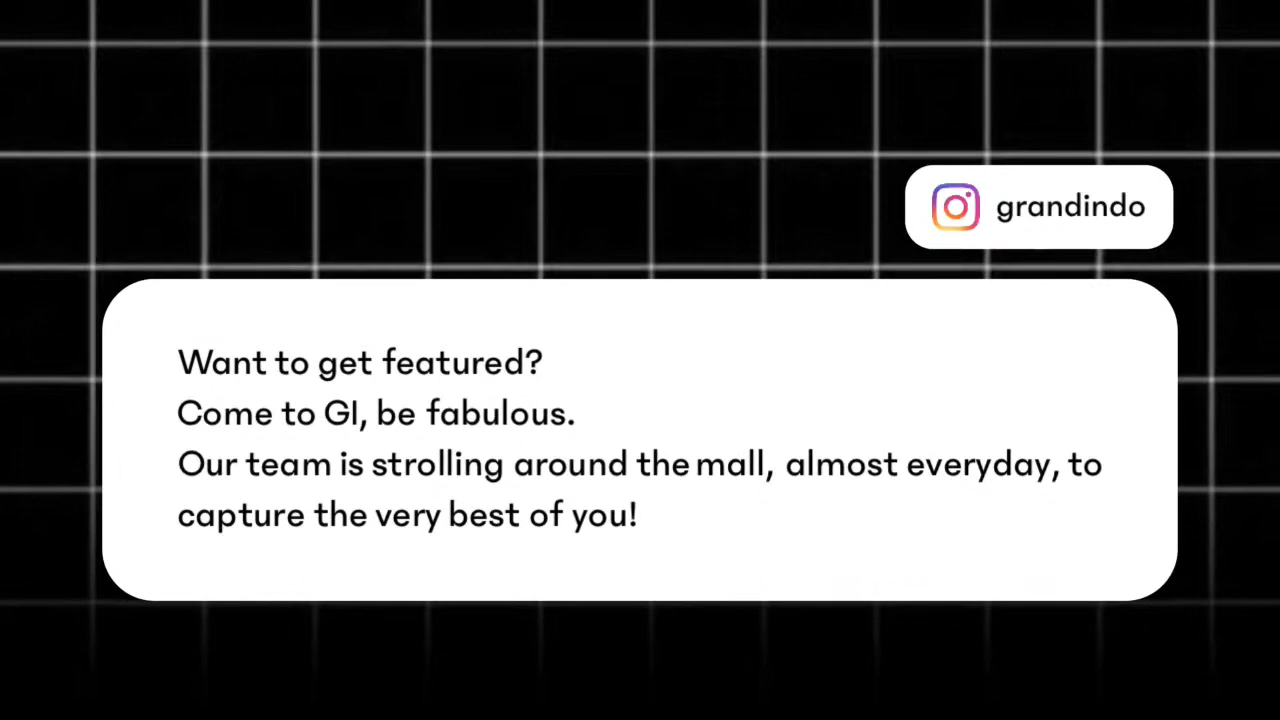 grandindo
Want to get featured?
Come to GI, be fabulous.
Our team is strolling around the mall, almost everyday, to
capture the very best of you!